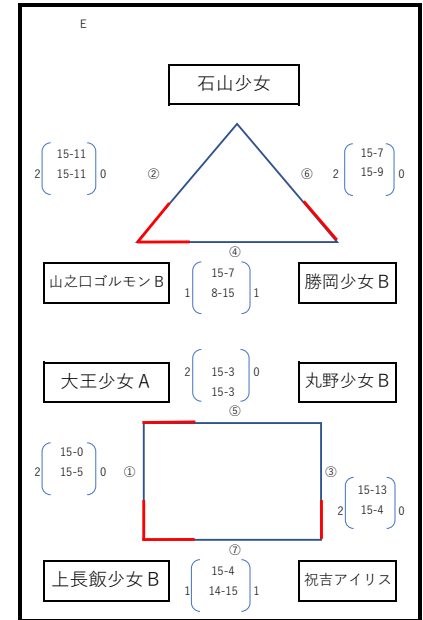 E
石山少女
15-11
2 15-11 0
②
⑥
15-7
2 15-9 0
④
山之口ゴルモンB
15-7
1 8-15 1
勝岡少女B
大王少女A
2 15-3 0
15-3
丸野少女B
⑤
15-0
2 15-5 0
①
③
15-13
2 15-4 0
⑦
上長飯少女B
15-4
1 14-15 1
祝吉アイリス